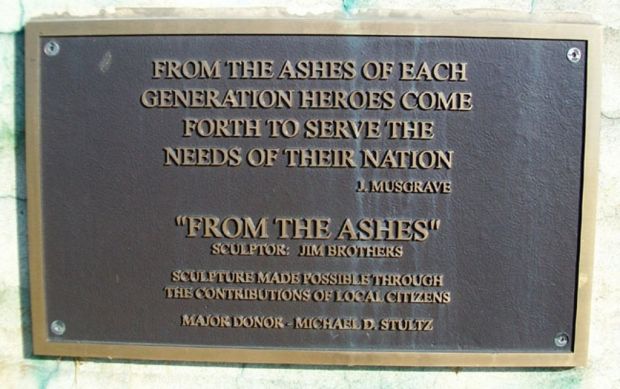 FROM THE ASHES OF EACH
GENERATION HEROES COME
FORTH TO SERVE THE
NEEDS OF THEIR NATION
J. MUSGRAVE
"FROM THE ASHES"
SCULPTOR: JIM BROTHERS
SCULPTURE MADE POSSIBLE THROUGH
THE CONTRIBUTIONS OF LOCAL CITIZENS
MAJOR DONOR - MICHAEL D. STULTZ